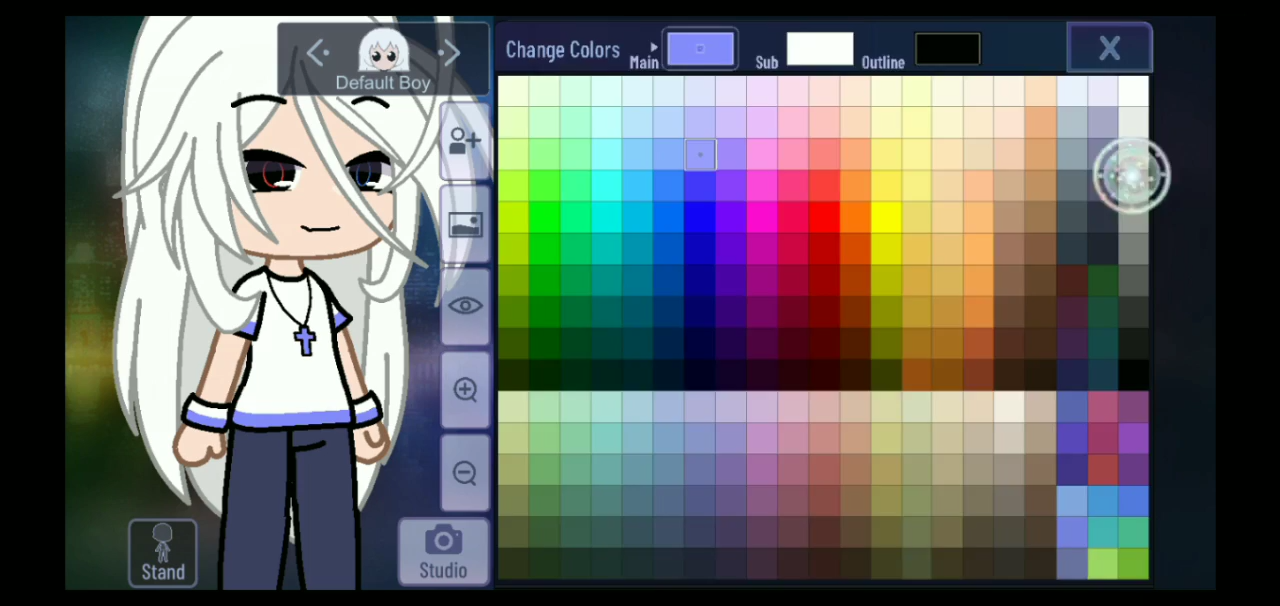 Default Boy
Stand
Studio
Change Colors
Main
Sub
Outline
X